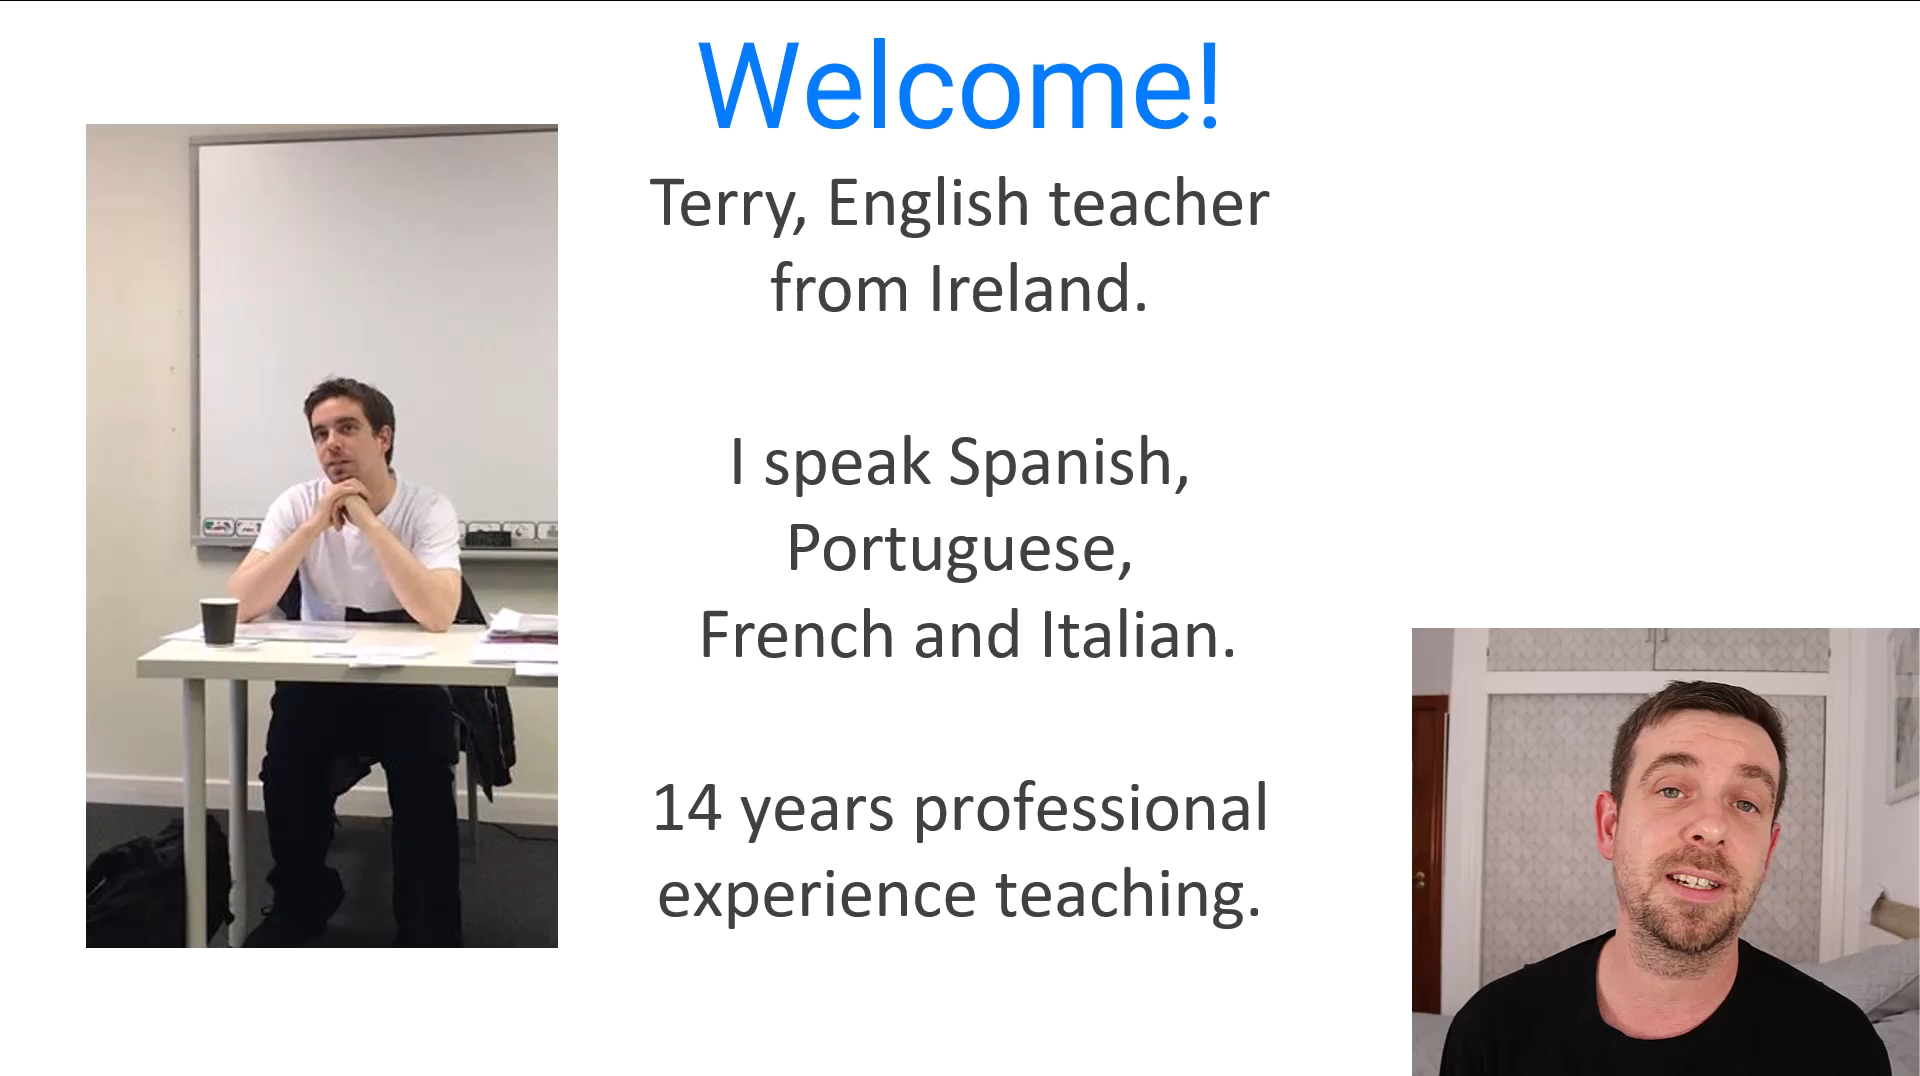 Welcome!
Terry, English teacher
from Ireland.
I speak Spanish,
Portuguese,
French and Italian.
14 years professional
experience teaching.